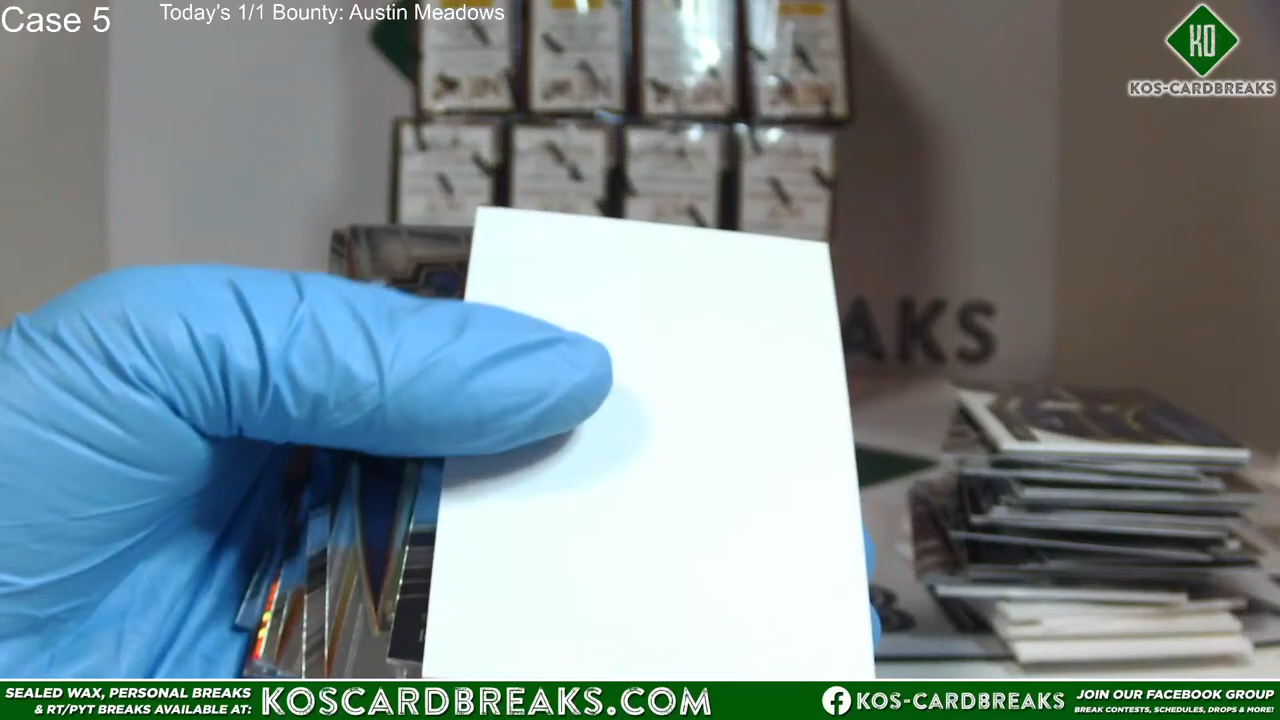 Case 5
Today's 1/1 Bounty: Austin Meadows
KO
KOS-CARDBREAKS
AKS
SEALED WAX, PERSONAL BREAKS
& RT/PYT BREAKS AVAILABLE AT:
KOSCARDBREAKS.COM
KOS-CARDBREAKS
JOIN OUR FACEBOOK GROUP
BREAK CONTESTS, SCHEDULES, DROPS & MORE!